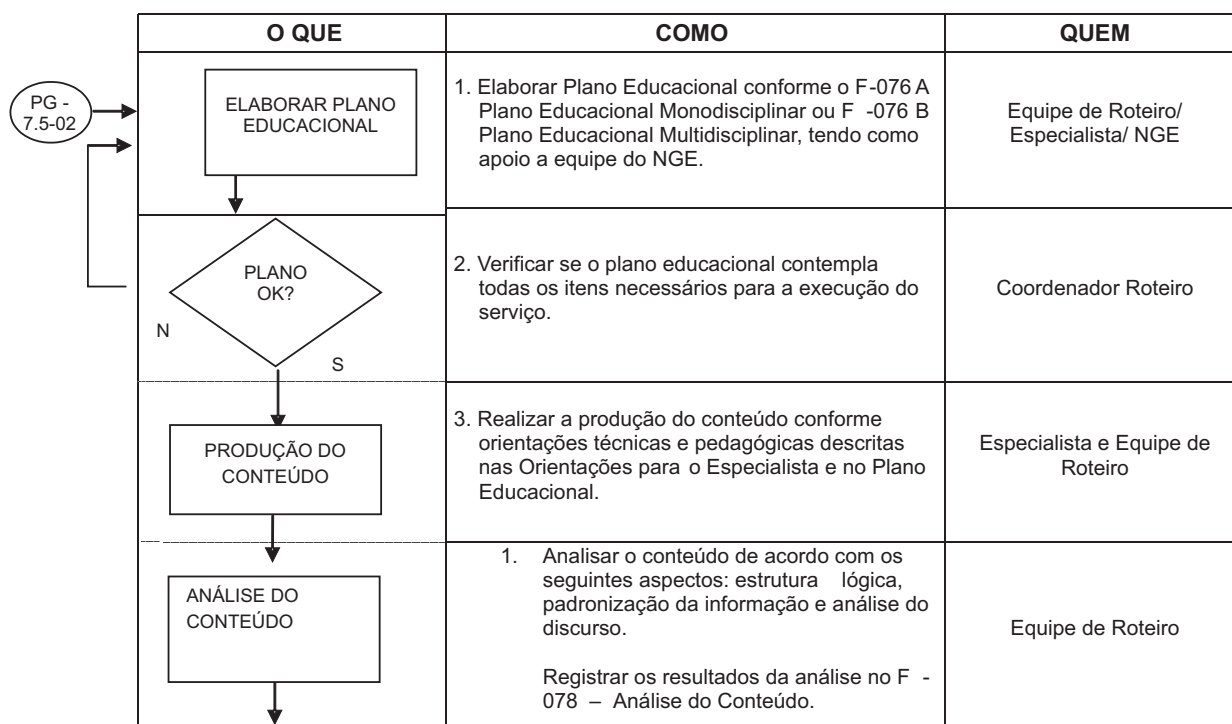 O QUE
COMO
QUEM
PG -
7.5-02
ELABORAR PLANO
EDUCACIONAL
1. Elaborar Plano Educacional conforme o F-076 A
Plano Educacional Monodisciplinar ou F -076 B
Plano Educacional Multidisciplinar, tendo como
apoio a equipe do NGE.
Equipe de Roteiro/
Especialista/ NGE
PLANO
OK?
N
S
2. Verificar se o plano educacional contempla
todas os itens necessários para a execução do
serviço.
Coordenador Roteiro
PRODUÇÃO DO
CONTEÚDO
3. Realizar a produção do conteúdo conforme
orientações técnicas e pedagógicas descritas
nas Orientações para o Especialista e no Plano
Educacional.
Especialista e Equipe de
Roteiro
ANÁLISE DO
CONTEÚDO
1. Analisar o conteúdo de acordo com os
seguintes aspectos: estrutura lógica,
padronização da informação e análise do
discurso.
Registrar os resultados da análise no F -
078 – Análise do Conteúdo.
Equipe de Roteiro